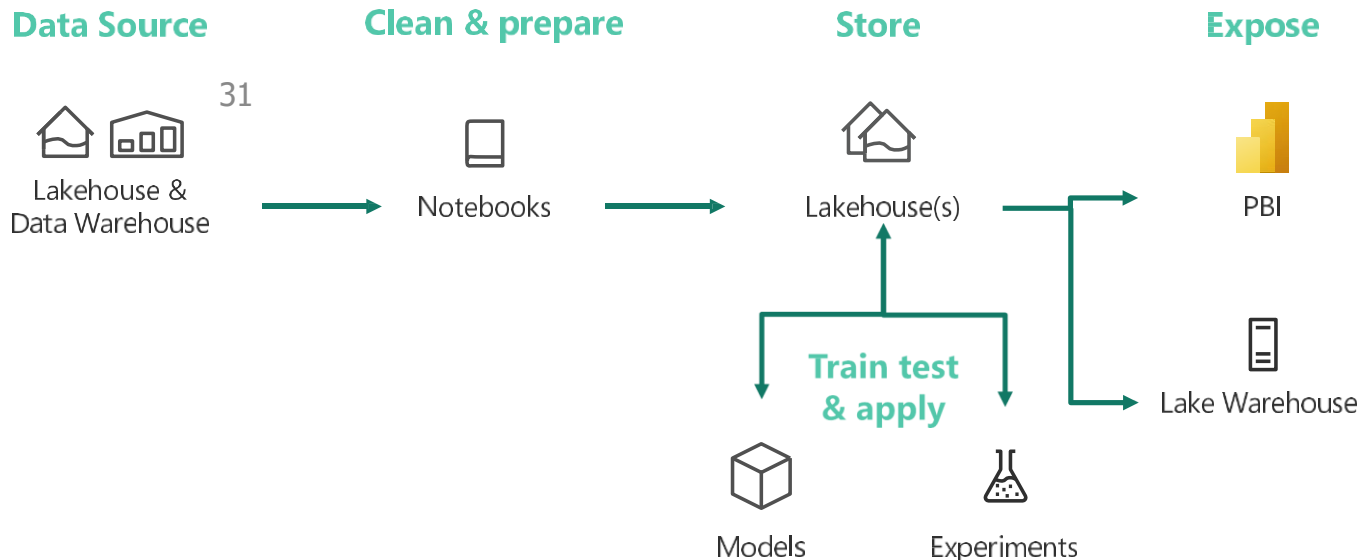 Data Source
Clean & prepare
Store
Expose
31
Lakehouse &
Data Warehouse
Notebooks
Lakehouse(s)
PBI
Train test
& apply
Lake Warehouse
Models
Experiments